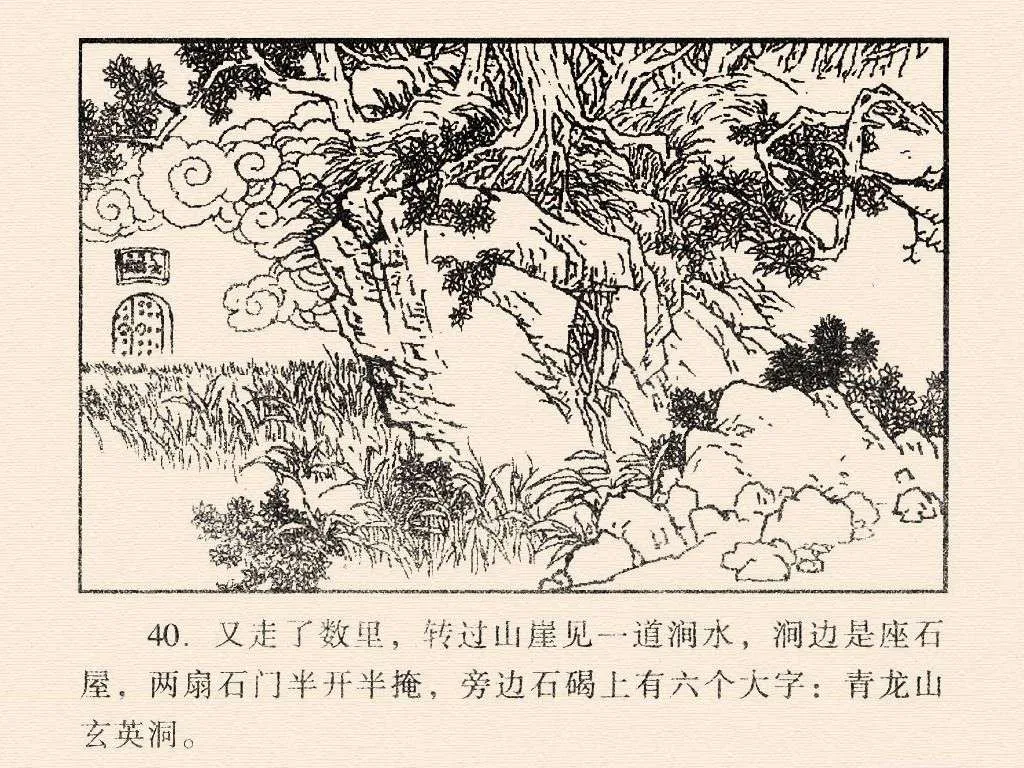 40. 又走了数里，转过山崖见一道涧水，涧边是座石
屋，两扇石门半开半掩，旁边石碣上有六个大字：青龙山
玄英洞。